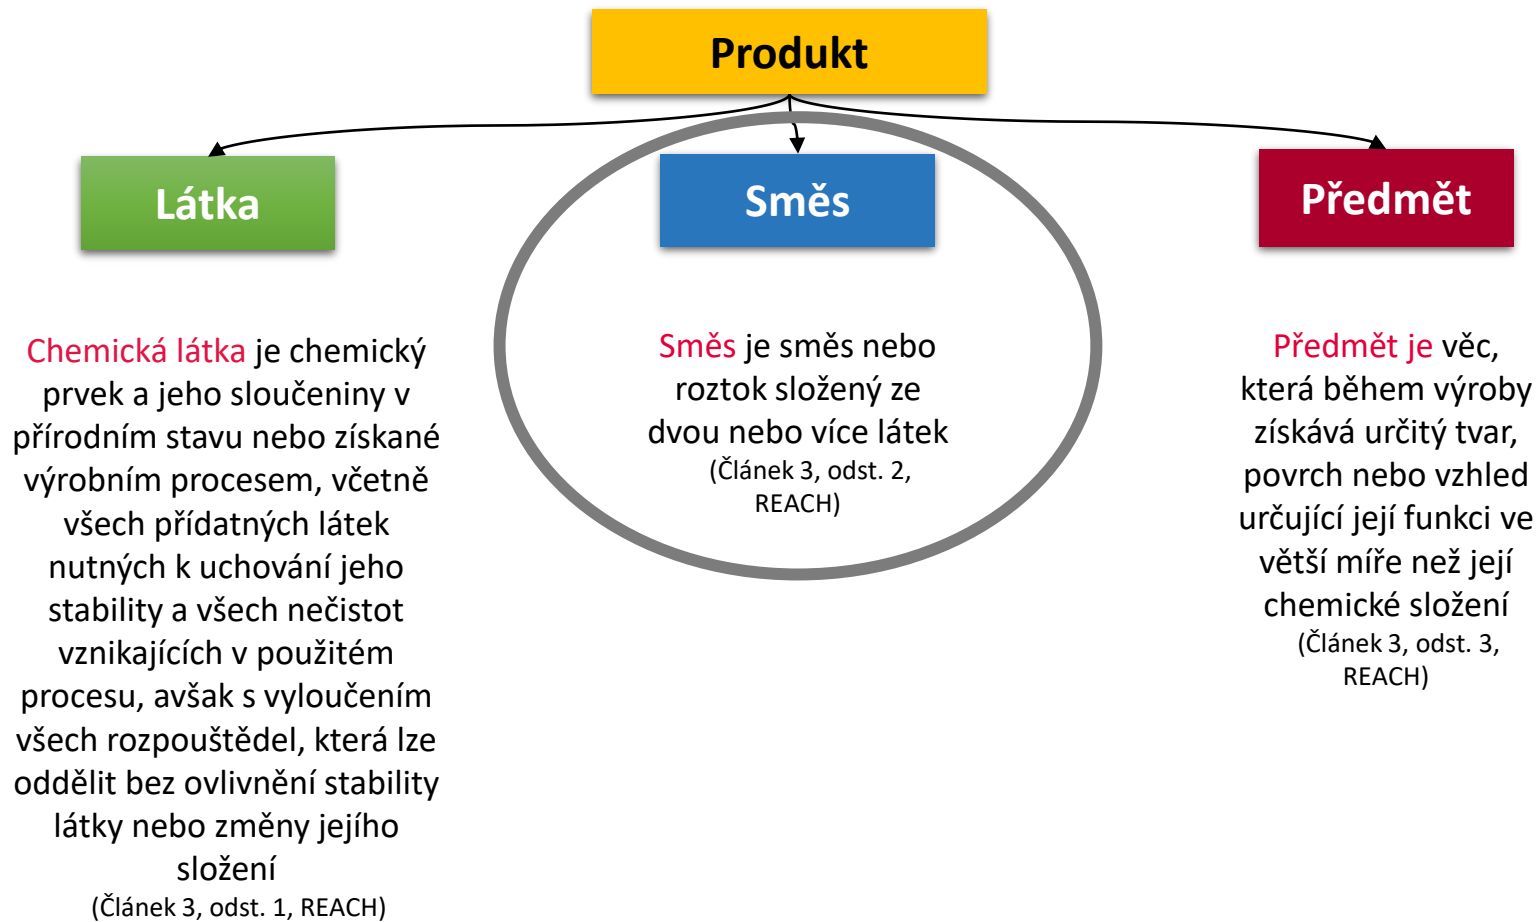 Produkt
Látka
Směs
Předmět
Chemická látka je chemický
prvek a jeho sloučeniny v
přírodním stavu nebo získané
výrobním procesem, včetně
všech přídatných látek
nutných k uchování jeho
stability a všech nečistot
vznikajících v použitém
procesu, avšak s vyloučením
všech rozpouštědel, která lze
oddělit bez ovlivnění stability
látky nebo změny jejího
složení
(Článek 3, odst. 1, REACH)
Směs je směs nebo
roztok složený ze
dvou nebo více látek
(Článek 3, odst. 2,
REACH)
Předmět je věc,
která během výroby
získává určitý tvar,
povrch nebo vzhled
určující její funkci ve
větší míře než její
chemické složení
(Článek 3, odst. 3,
REACH)